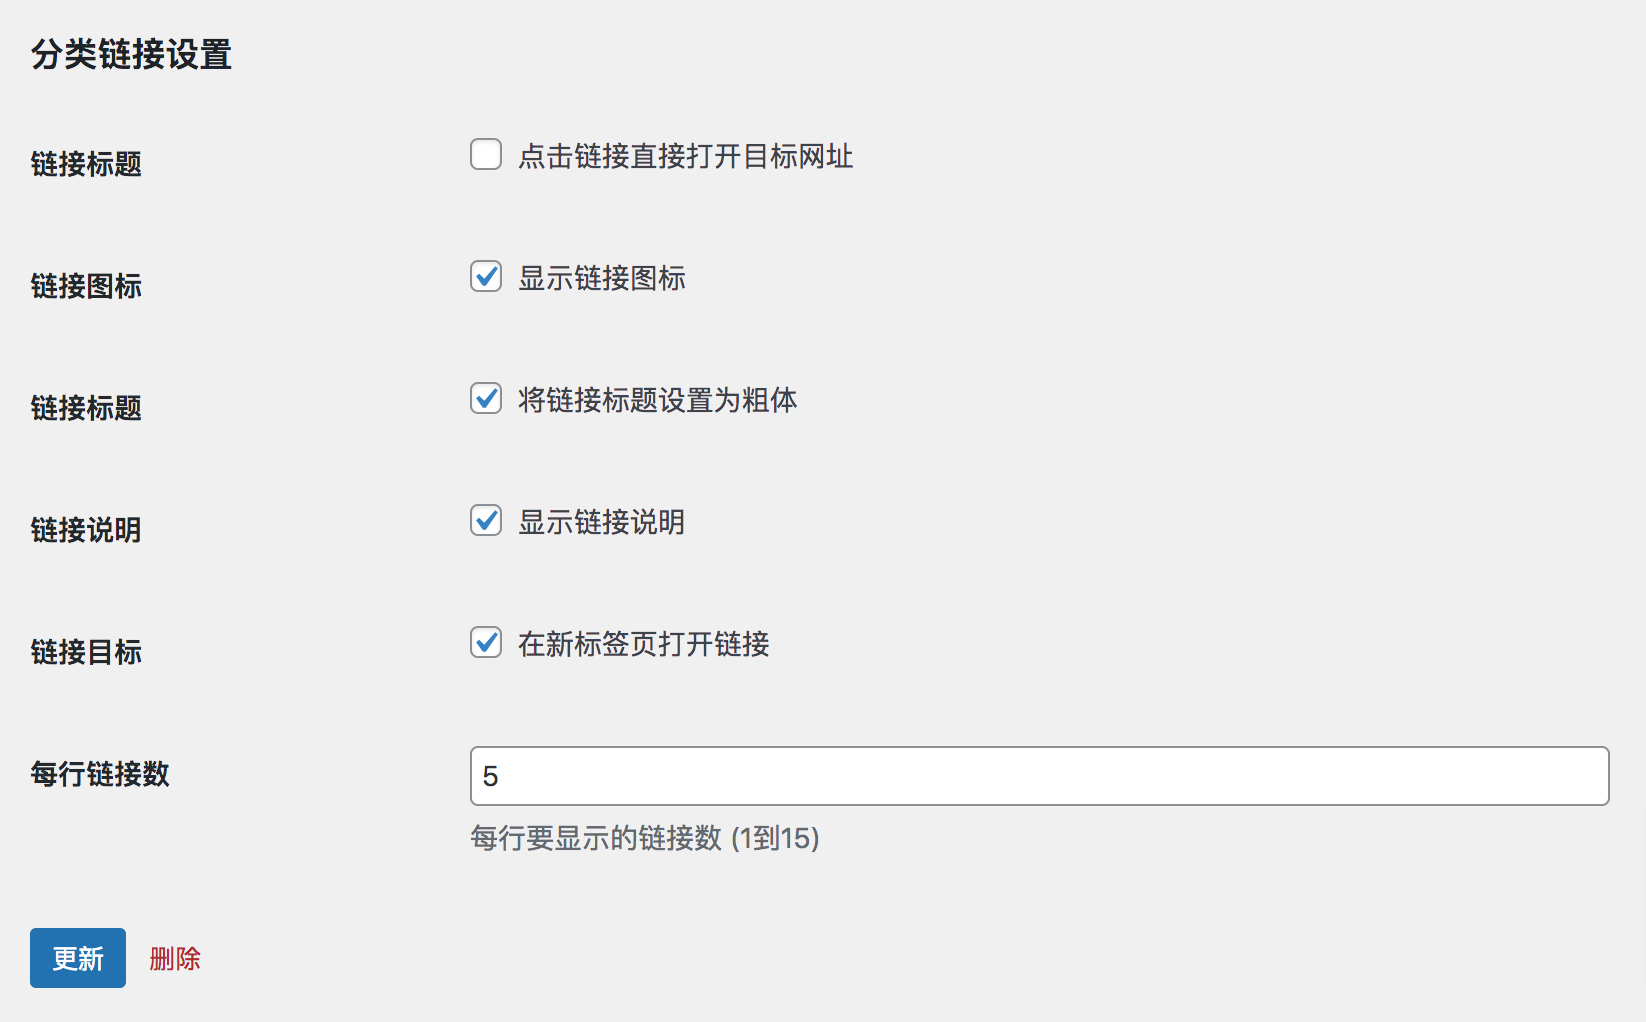 分类链接设置
链接标题
点击链接直接打开目标网址
链接图标
显示链接图标
链接标题
将链接标题设置为粗体
链接说明
显示链接说明
链接目标
在新标签页打开链接
每行链接数
5
每行要显示的链接数 (1到15)
更新 删除